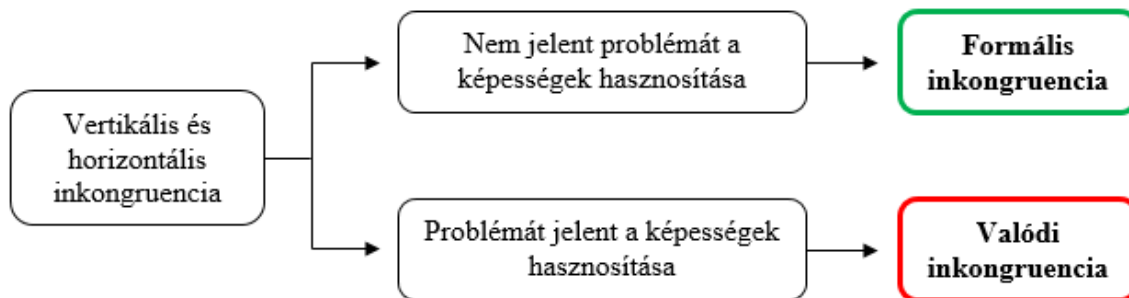 Vertikális és
horizontális
inkongruencia
Nem jelent problémát a
képességek hasznosítása
Formális
inkongruencia
Problémát jelent a képességek
hasznosítása
Valódi
inkongruencia